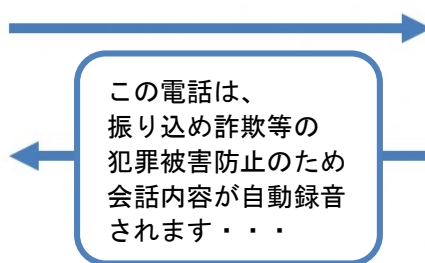 この電話は、
振り込め詐欺等の
犯罪被害防止のため
会話内容が自動録音
されます・・・